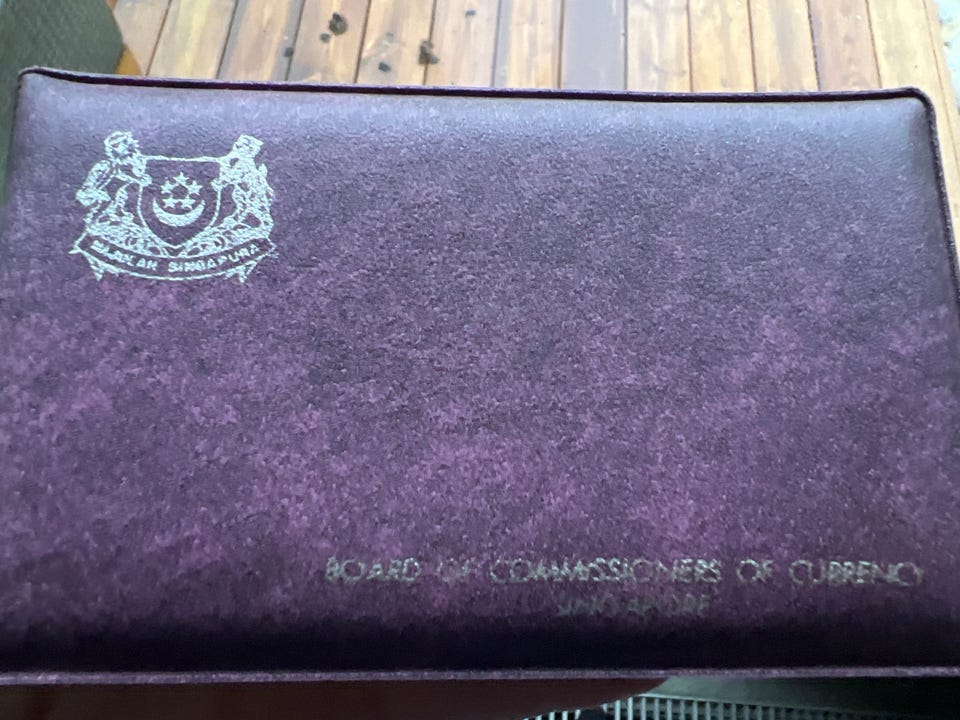 MAJULAH SINGAPURA
BOARD OF COMMISSIONERS OF CURRENCY
SINGAPORE